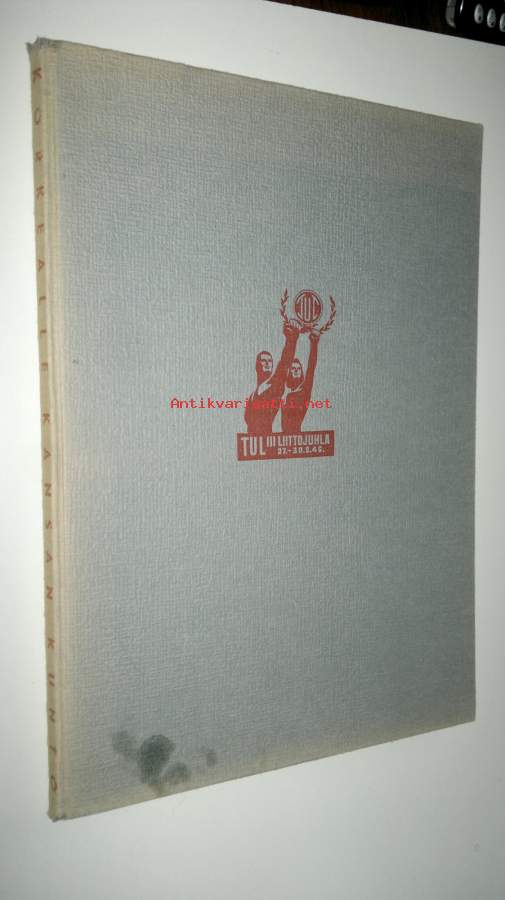 KORKEALLE KANSAN KUNTO
TUL
Antikvariaatti.net
TUL III LIITTOJUHLA
27.-30.6.46.